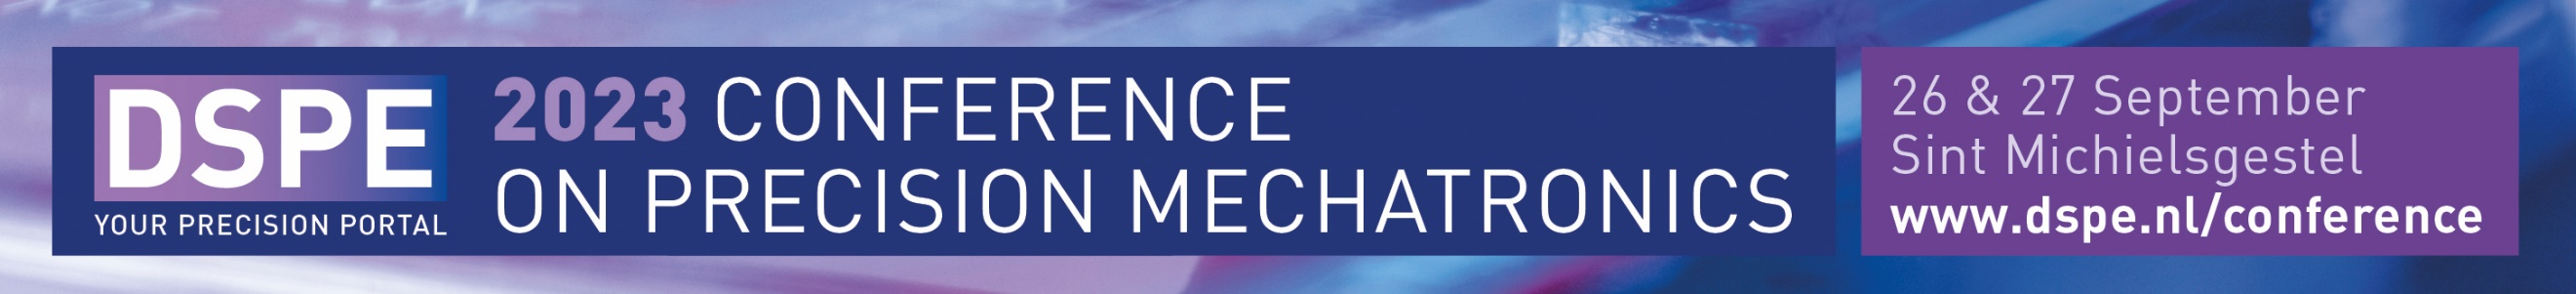 DSPE
YOUR PRECISION PORTAL
2023 CONFERENCE
ON PRECISION MECHATRONICS
26 & 27 September
Sint Michielsgestel
www.dspe.nl/conference